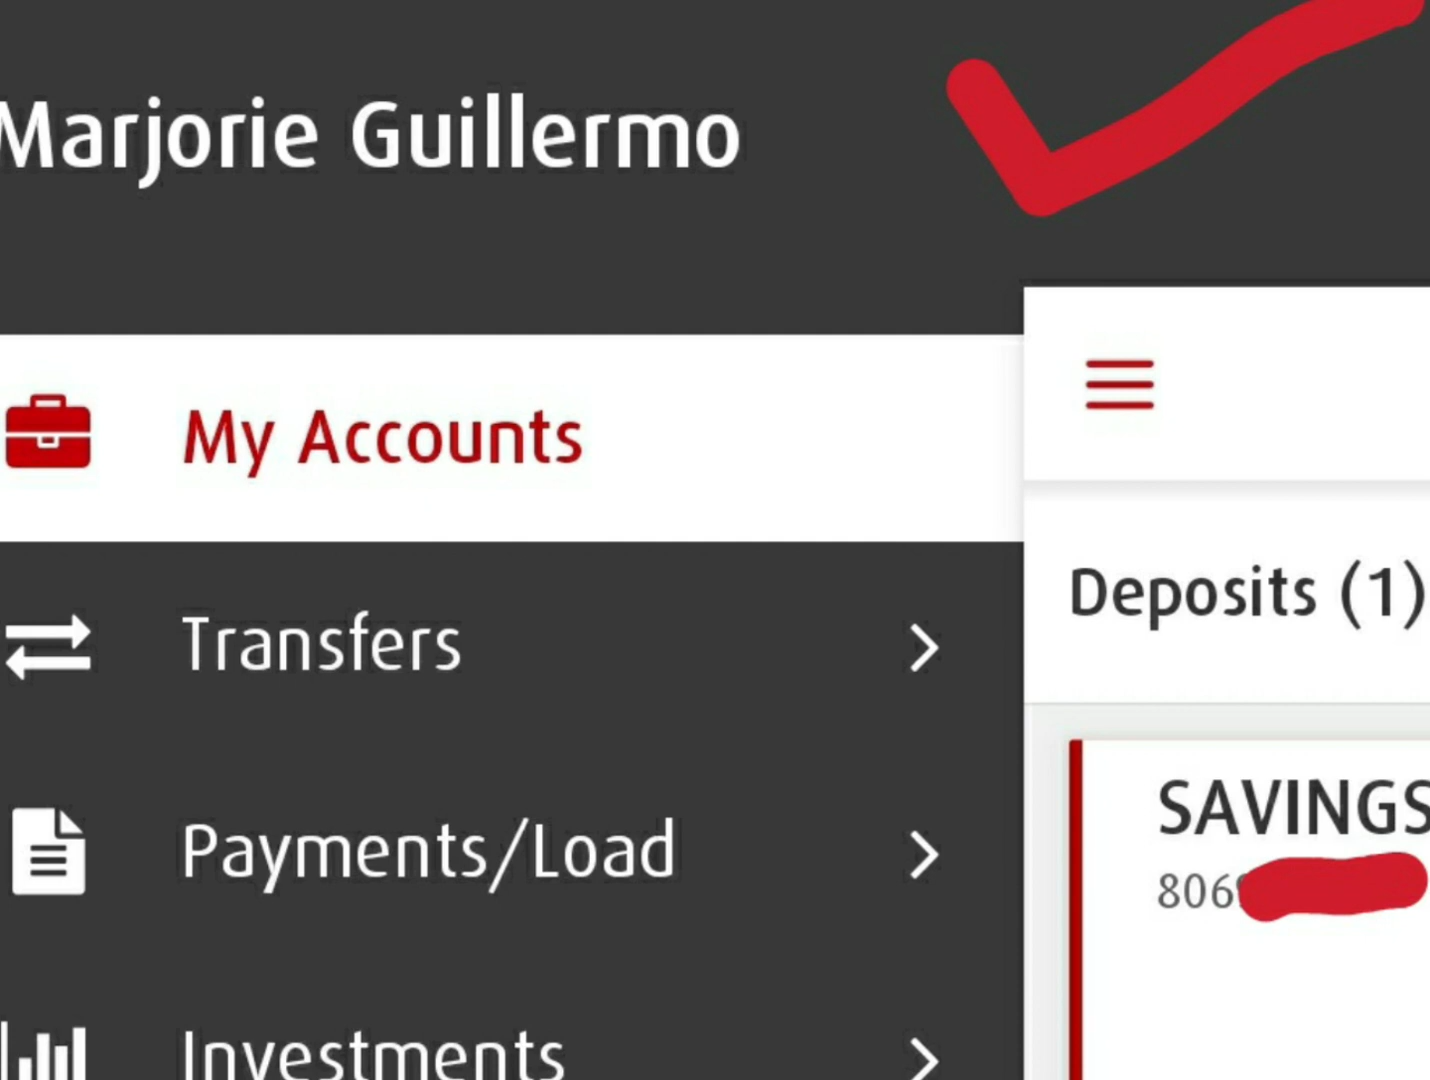 Marjorie Guillermo
My Accounts
Transfers
Payments/Load
Investments
Deposits (1)
SAVINGS
806